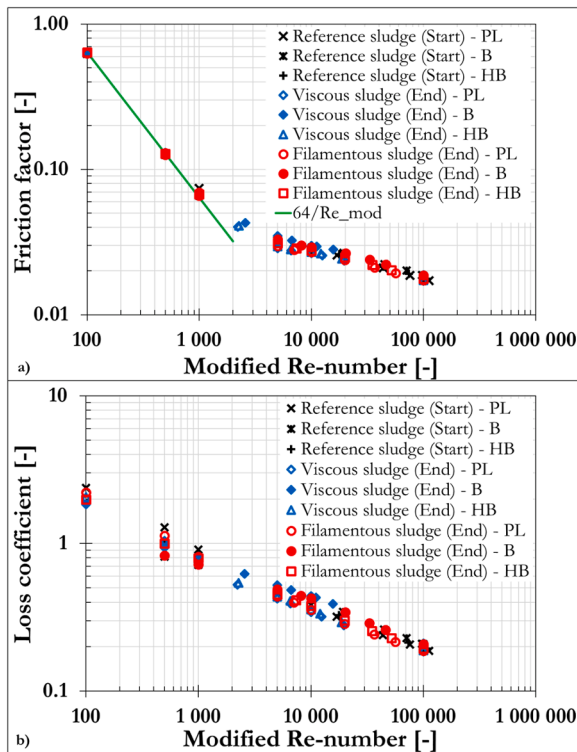 1.00
0.10
0.01
Friction factor [-]
Reference sludge (Start) - PL
Reference sludge (Start) - B
Reference sludge (Start) - HB
Viscous sludge (End) - PL
Viscous sludge (End) - B
Viscous sludge (End) - HB
Filamentous sludge (End) - PL
Filamentous sludge (End) - B
Filamentous sludge (End) - HB
64/Re_mod
100 1 000 10 000 100 000 1 000 000
a) Modified Re-number [-]
10
1
0.1
Loss coefficient [-]
Reference sludge (Start) - PL
Reference sludge (Start) - B
Reference sludge (Start) - HB
Viscous sludge (End) - PL
Viscous sludge (End) - B
Viscous sludge (End) - HB
Filamentous sludge (End) - PL
Filamentous sludge (End) - B
Filamentous sludge (End) - HB
100 1 000 10 000 100 000 1 000 000
b) Modified Re-number [-]